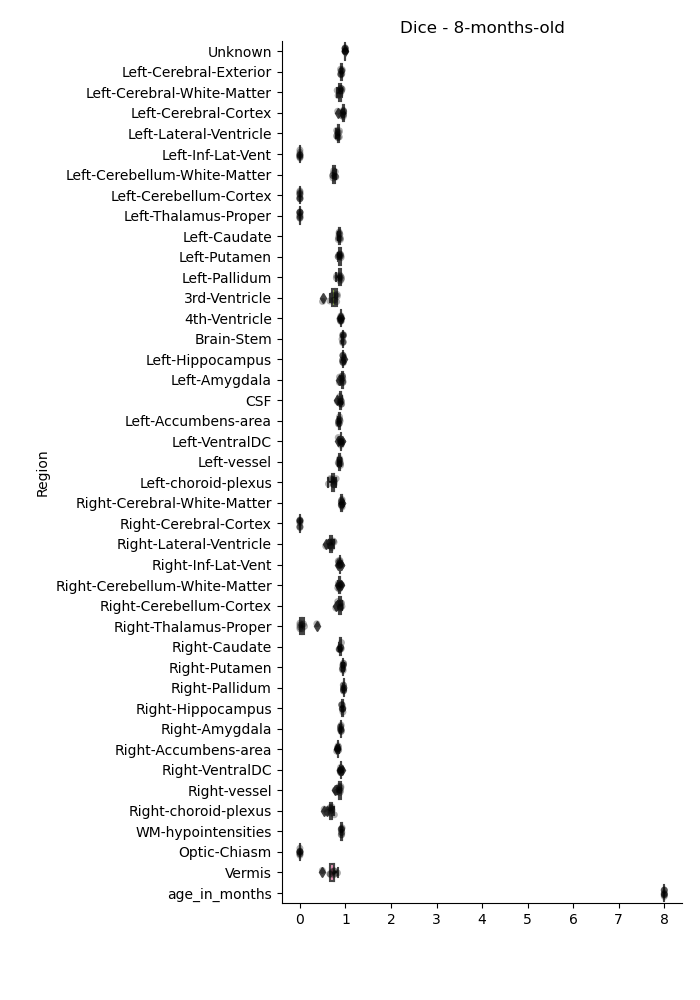 Dice - 8-months-old
Unknown
Left-Cerebral-Exterior
Left-Cerebral-White-Matter
Left-Cerebral-Cortex
Left-Lateral-Ventricle
Left-Inf-Lat-Vent
Left-Cerebellum-White-Matter
Left-Cerebellum-Cortex
Left-Thalamus-Proper
Left-Caudate
Left-Putamen
Left-Pallidum
3rd-Ventricle
4th-Ventricle
Brain-Stem
Left-Hippocampus
Left-Amygdala
CSF
Left-Accumbens-area
Left-VentralDC
Left-vessel
Left-choroid-plexus
Right-Cerebral-White-Matter
Right-Cerebral-Cortex
Right-Lateral-Ventricle
Right-Inf-Lat-Vent
Right-Cerebellum-White-Matter
Right-Cerebellum-Cortex
Right-Thalamus-Proper
Right-Caudate
Right-Putamen
Right-Pallidum
Right-Hippocampus
Right-Amygdala
Right-Accumbens-area
Right-VentralDC
Right-vessel
Right-choroid-plexus
WM-hypointensities
Optic-Chiasm
Vermis
age_in_months
Region
0 1 2 3 4 5 6 7 8